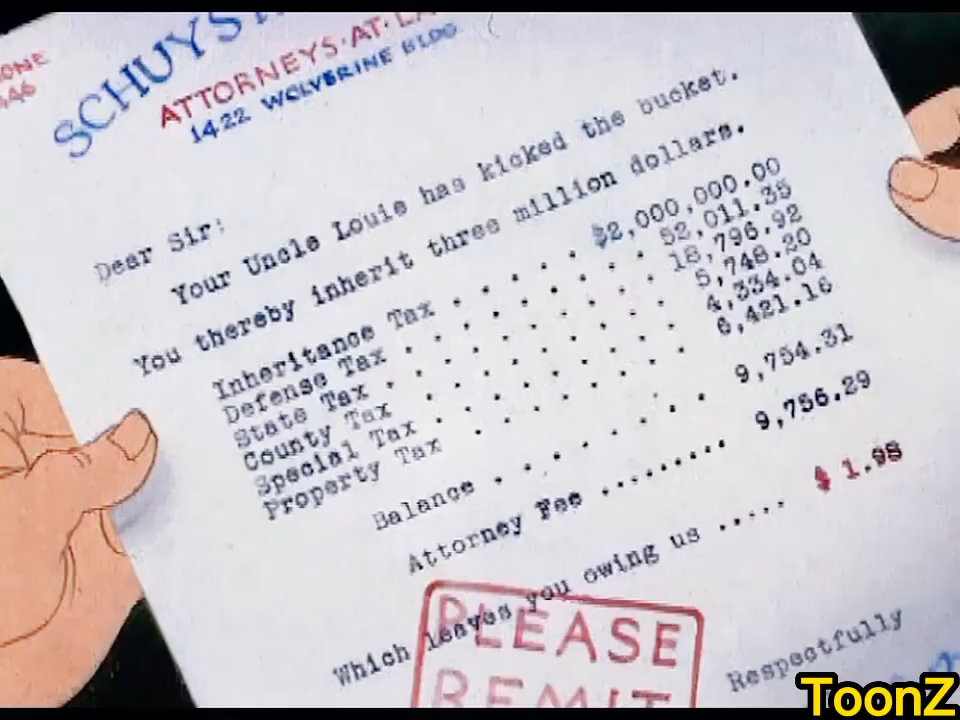 ONE
SCHUYS
ATTORNEYS·AT·LA
1422 WOLVERINE BLDG
Dear Sir:
Your Uncle Louie has kicked the bucket.
You thereby inherit three million dollars.
Inheritance Tax . . . . . . $2,000,000.00
Defense Tax . . . . . . . 52,011.35
State Tax . . . . . . . . 18,796.92
County Tax . . . . . . . 5,748.20
Special Tax . . . . . . . 4,334.04
Property Tax . . . . . . 6,421.16
Balance . . . . . . . 9,754.31
Attorney Fee ......... 9,756.29
Which leaves you owing us ..... $ 1.98
PLEASE
REMIT
Respectfully
ToonZ